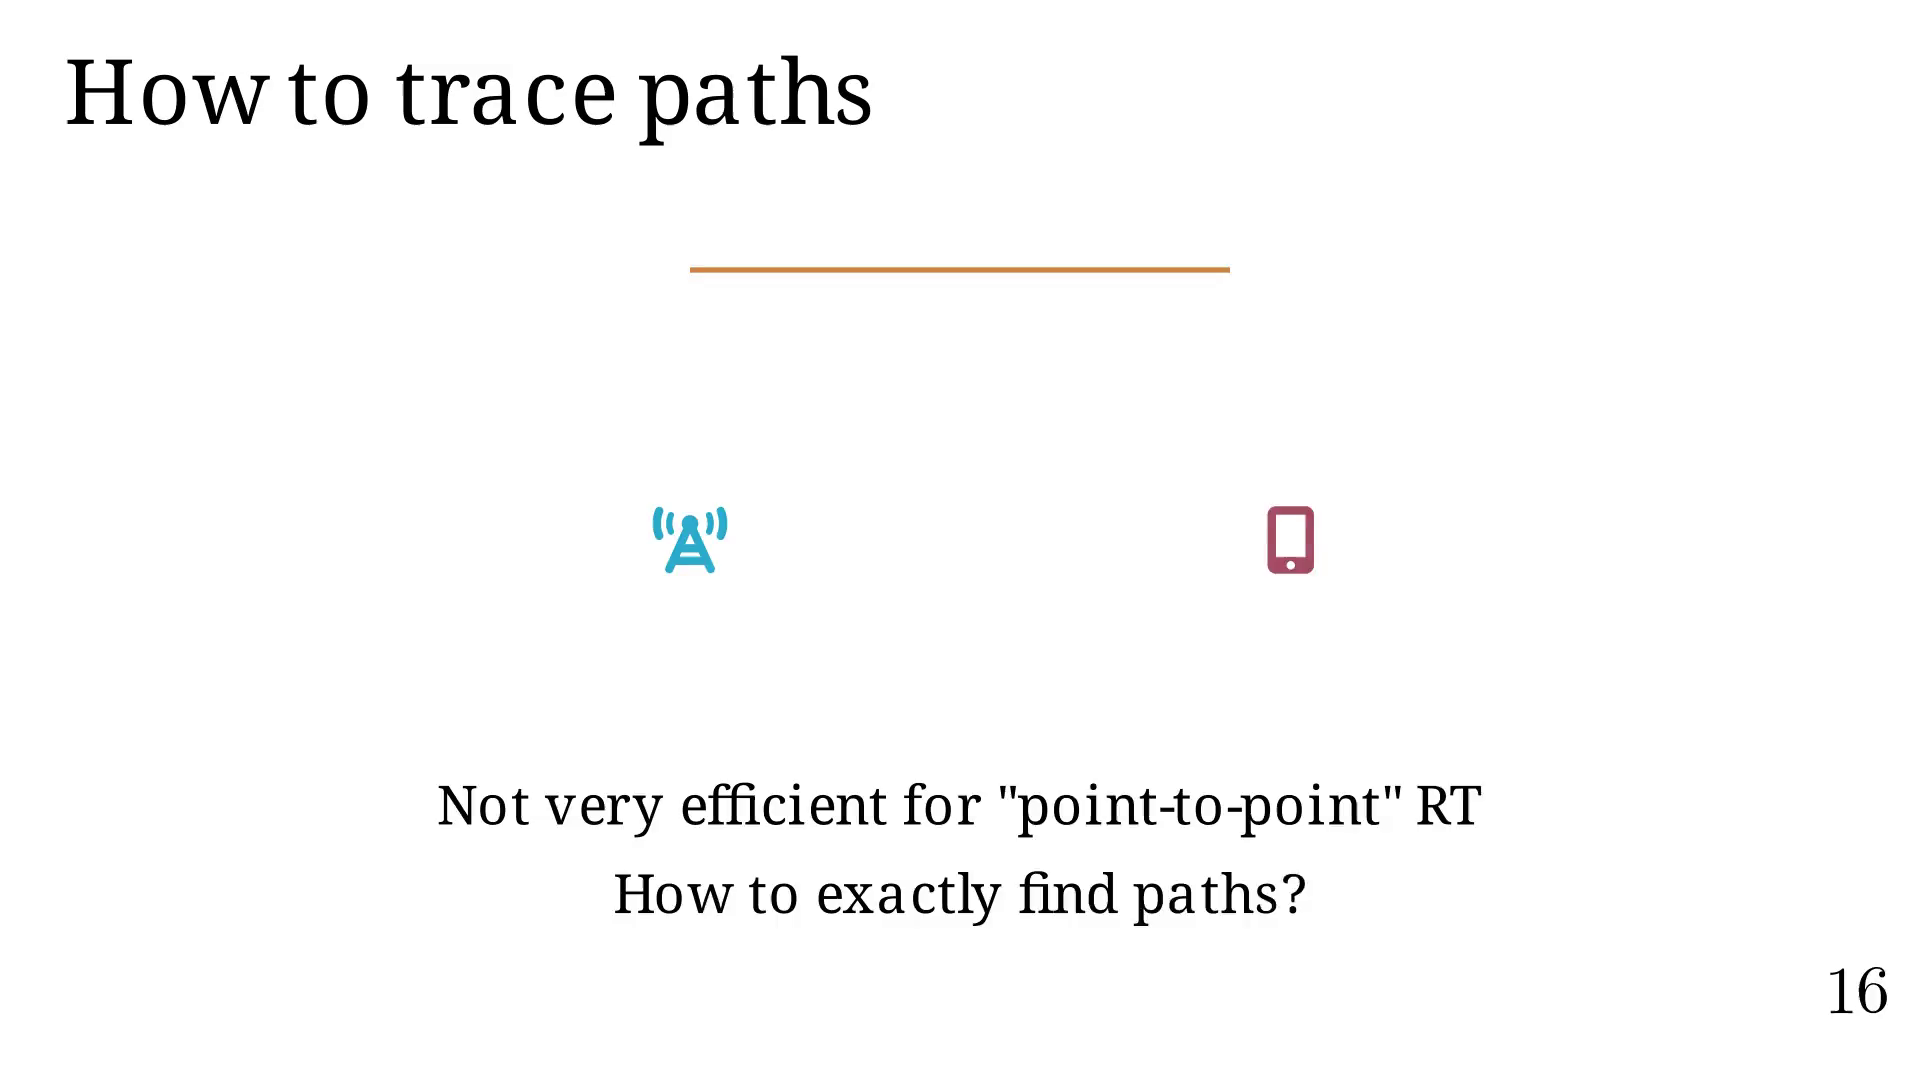 How to trace paths
Not very efficient for "point-to-point" RT
How to exactly find paths?
16